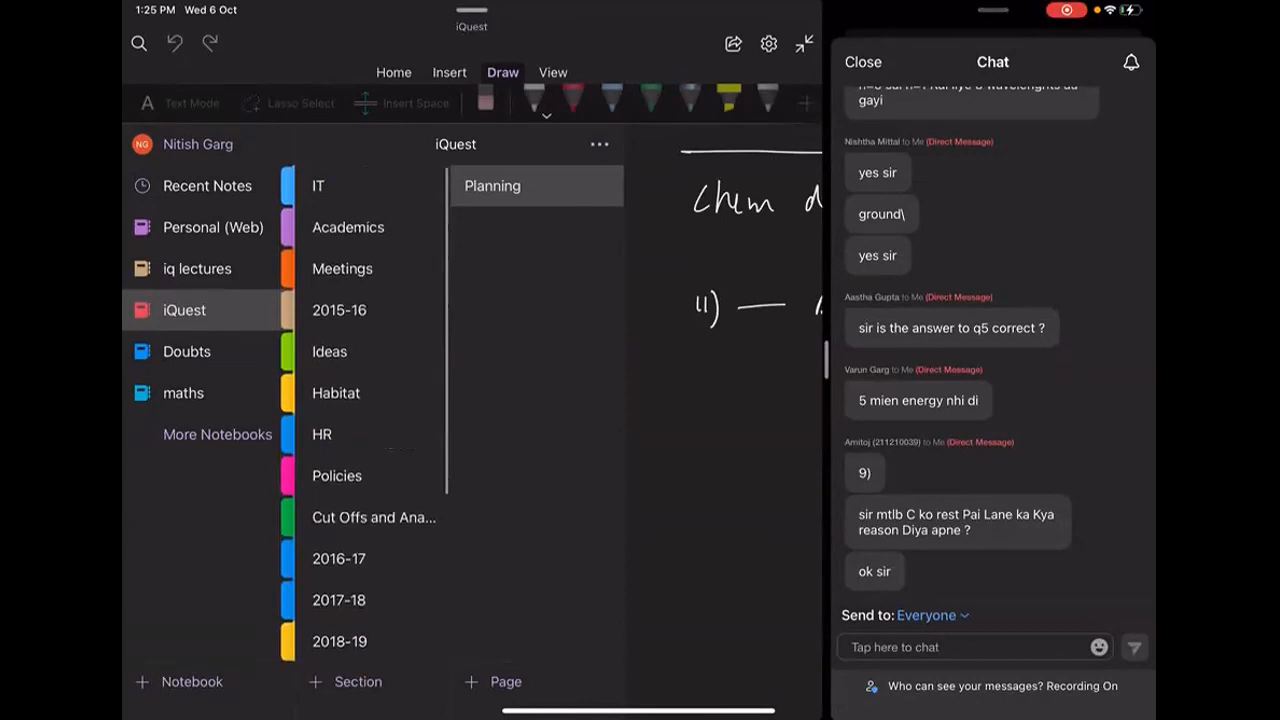 1:25 PM Wed 6 Oct
iQuest
Home Insert Draw View
A Text Mode Lasso Select Insert Space
NG Nitish Garg
Recent Notes
Personal (Web)
iq lectures
iQuest
Doubts
maths
More Notebooks
+ Notebook
IT
Academics
Meetings
2015-16
Ideas
Habitat
HR
Policies
Cut Offs and Ana...
2016-17
2017-18
2018-19
+ Section
iQuest
Planning
+ Page
Chem d
11) —
Close Chat
gayi
Nishtha Mittal to Me (Direct Message)
yes sir
ground\
yes sir
Aastha Gupta to Me (Direct Message)
sir is the answer to q5 correct ?
Varun Garg to Me (Direct Message)
5 mien energy nhi di
Amitoj (211210039) to Me (Direct Message)
9)
sir mtlb C ko rest Pai Lane ka Kya
reason Diya apne ?
ok sir
Send to: Everyone
Tap here to chat
Who can see your messages? Recording On